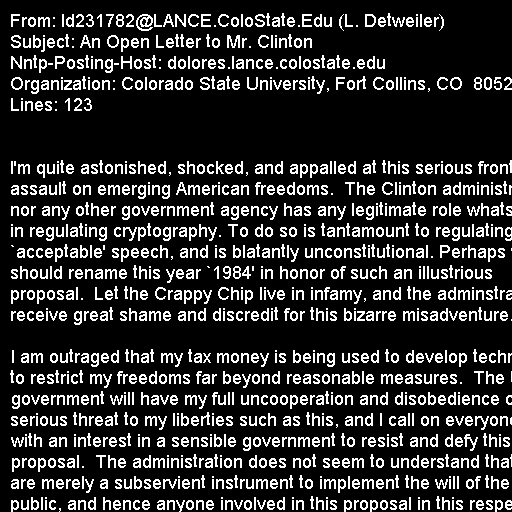 From: ld231782@LANCE.ColoState.Edu (L. Detweiler)
Subject: An Open Letter to Mr. Clinton
Nntp-Posting-Host: dolores.lance.colostate.edu
Organization: Colorado State University, Fort Collins, CO 8052
Lines: 123
I'm quite astonished, shocked, and appalled at this serious front
assault on emerging American freedoms. The Clinton administr
nor any other government agency has any legitimate role whats
in regulating cryptography. To do so is tantamount to regulating
`acceptable' speech, and is blatantly unconstitutional. Perhaps
should rename this year `1984' in honor of such an illustrious
proposal. Let the Crappy Chip live in infamy, and the adminstra
receive great shame and discredit for this bizarre misadventure.
I am outraged that my tax money is being used to develop techn
to restrict my freedoms far beyond reasonable measures. The
government will have my full uncooperation and disobedience
serious threat to my liberties such as this, and I call on everyone
with an interest in a sensible government to resist and defy this
proposal. The administration does not seem to understand that
are merely a subservient instrument to implement the will of the
public, and hence anyone involved in this proposal in this respe